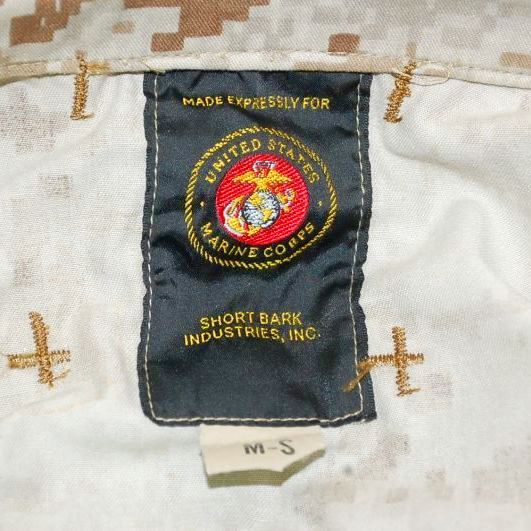 MADE EXPRESSLY FOR
UNITED STATES
MARINE CORPS
SHORT BARK
INDUSTRIES, INC.
M-S